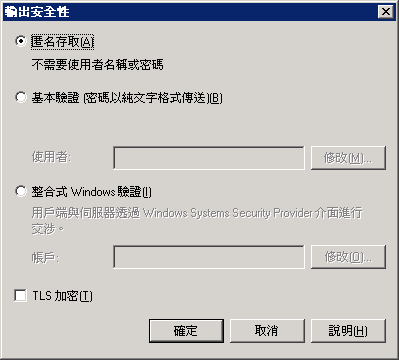 輸出安全性
匿名存取(A)
不需要使用者名稱或密碼
基本驗證 (密碼以純文字格式傳送)(B)
使用者:
修改(M)...
整合式 Windows 驗證(I)
用戶端與伺服器透過 Windows Systems Security Provider 介面進行
交涉。
帳戶:
修改(O)...
TLS 加密(T)
確定
取消
說明(H)